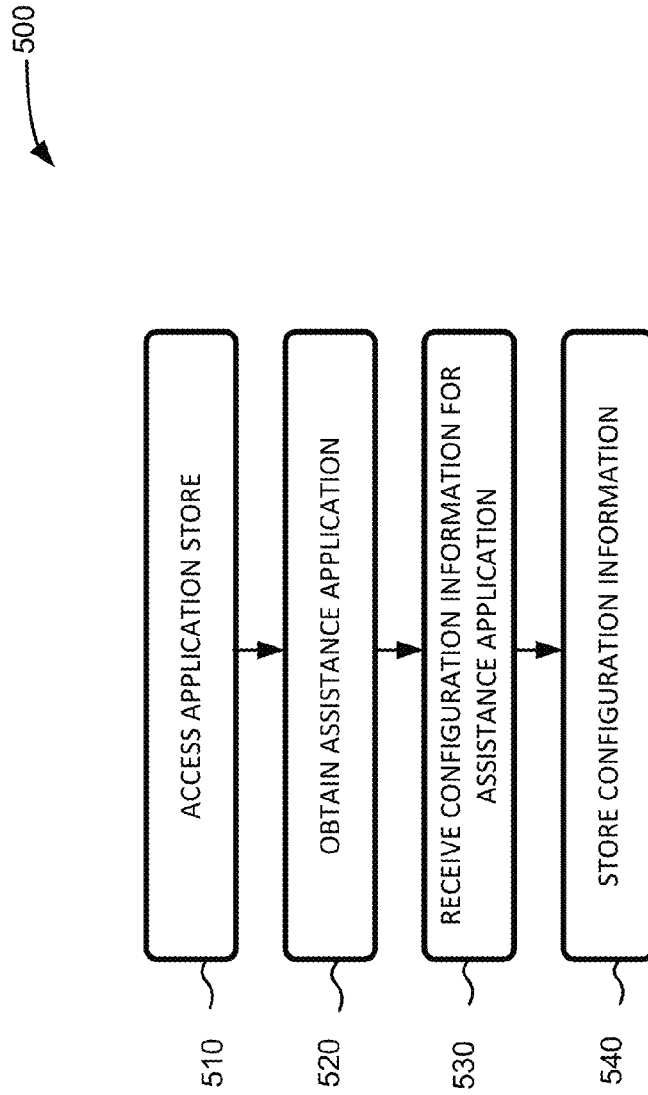 500
510
ACCESS APPLICATION STORE
520
OBTAIN ASSISTANCE APPLICATION
530
RECEIVE CONFIGURATION INFORMATION FOR
ASSISTANCE APPLICATION
540
STORE CONFIGURATION INFORMATION